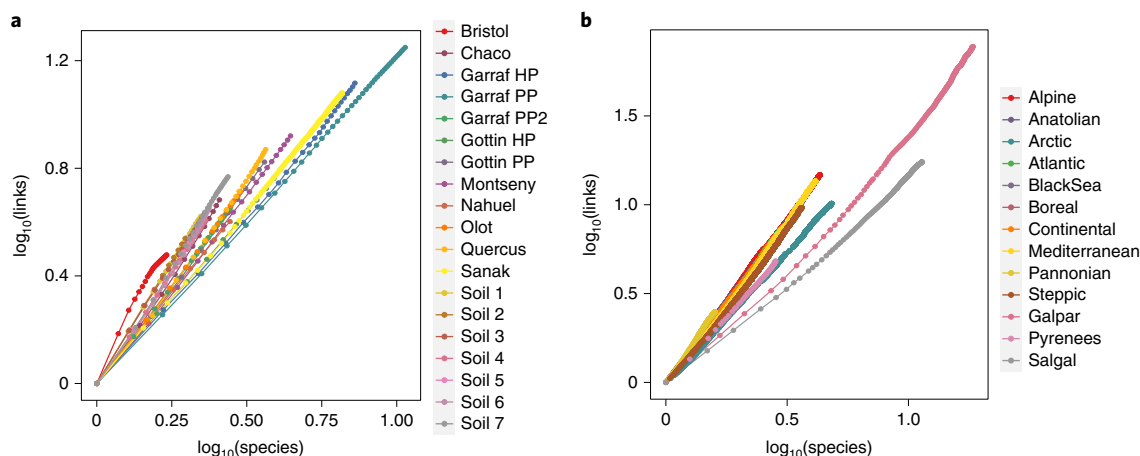 a
1.2
0.8
0.4
0
0
0.25
0.50
0.75
1.00
log10(links)
log10(species)
Bristol
Chaco
Garraf HP
Garraf PP
Garraf PP2
Gottin HP
Gottin PP
Montseny
Nahuel
Olot
Quercus
Sanak
Soil 1
Soil 2
Soil 3
Soil 4
Soil 5
Soil 6
Soil 7
b
1.5
1.0
0.5
0
0
0.5
1.0
log10(links)
log10(species)
Alpine
Anatolian
Arctic
Atlantic
BlackSea
Boreal
Continental
Mediterranean
Pannonian
Steppic
Galpar
Pyrenees
Salgal